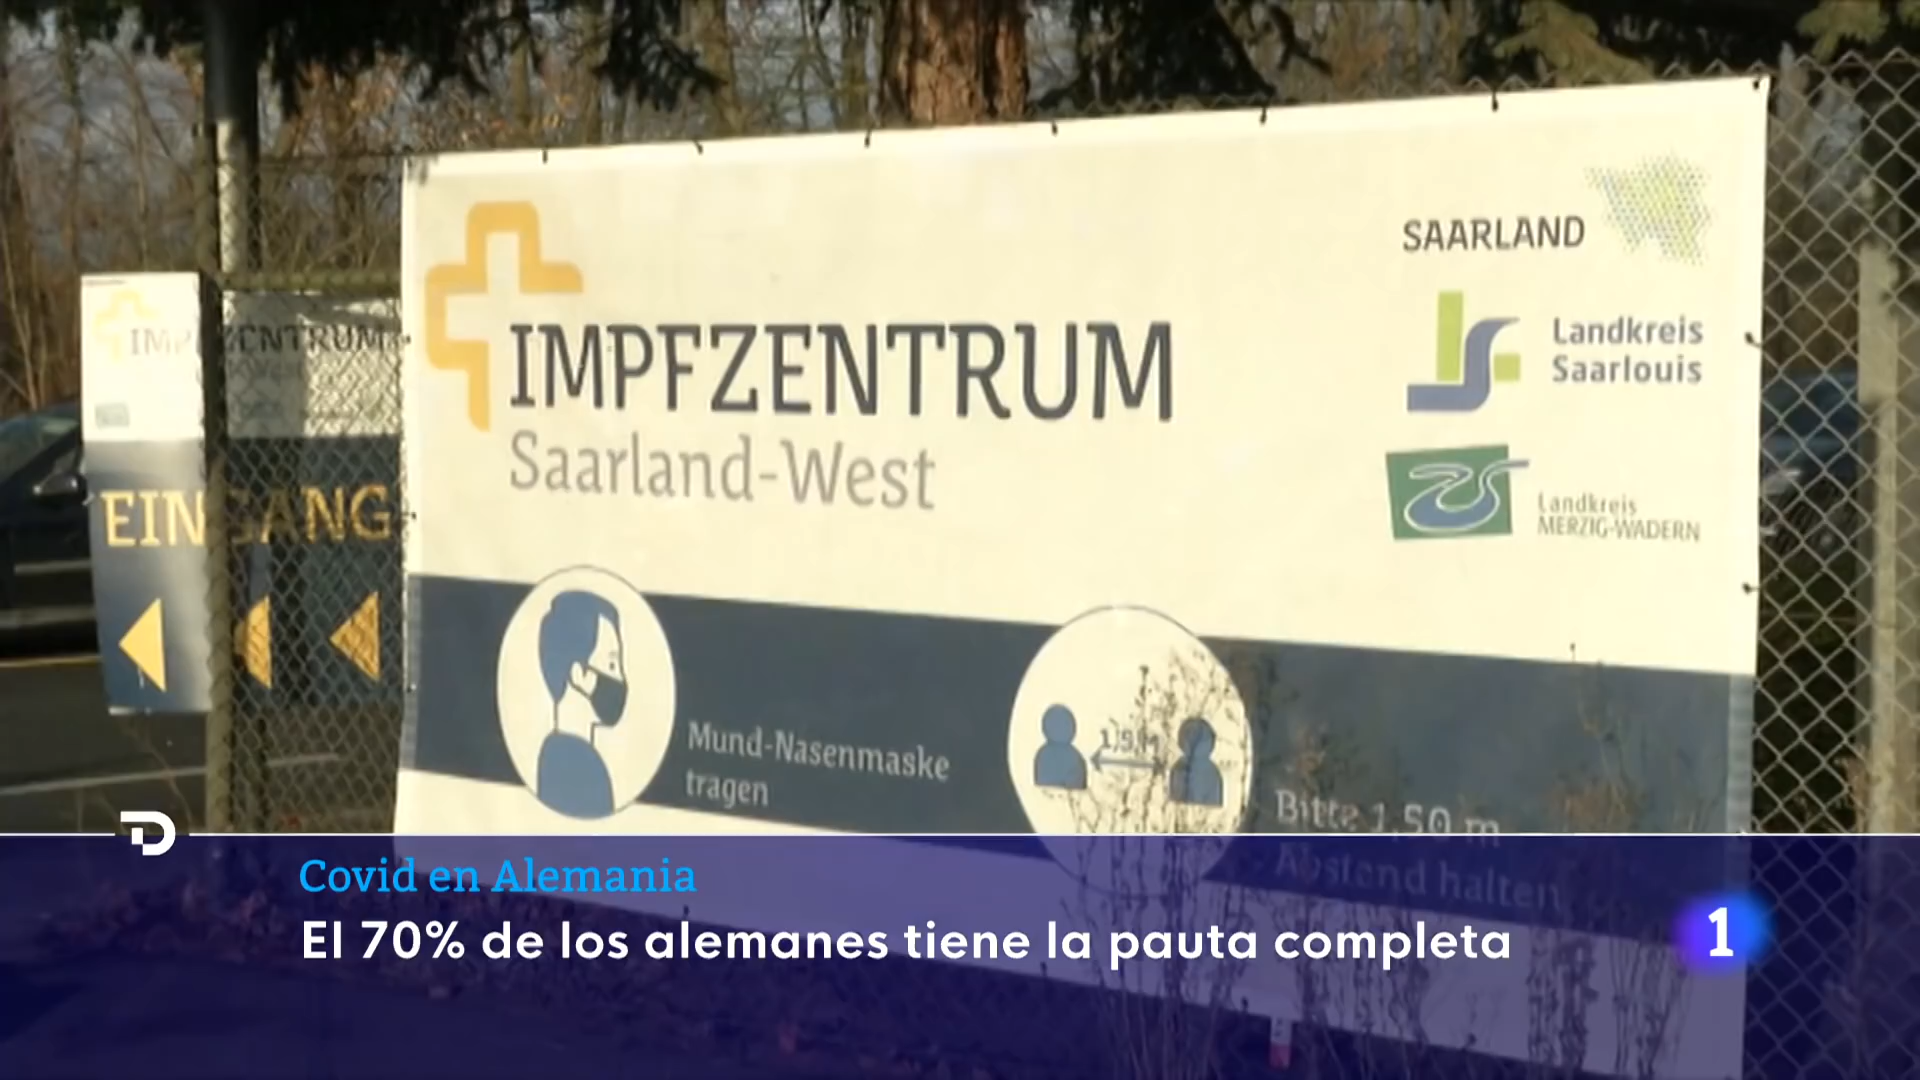 IMPFZENTRUM
Saarland-West
SAARLAND
Landkreis
Saarlouis
Landkreis
MERZIG-WADERN
EINGANG
Mund-Nasenmaske
tragen
Bitte 1,50 m
Abstand halten
Covid en Alemania
El 70% de los alemanes tiene la pauta completa
1